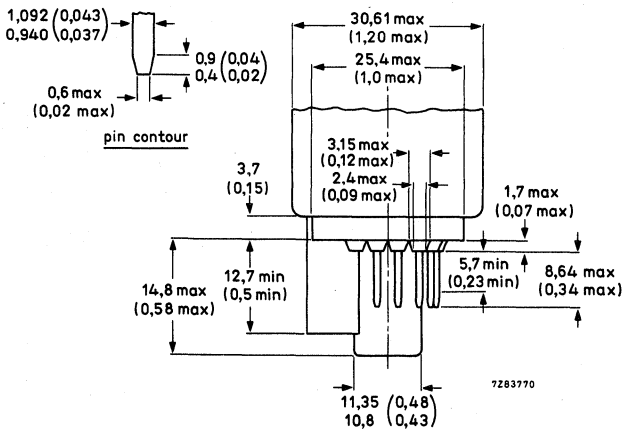 1,092 (0,043)
0,940 (0,037)
0,9 (0,04)
0,4 (0,02)
0,6 max
(0,02 max)
pin contour
30,61 max
(1,20 max)
25,4 max
(1,0 max)
3,15 max
(0,12 max)
2,4 max
(0,09 max)
3,7
(0,15)
1,7 max
(0,07 max)
12,7 min
(0,5 min)
5,7 min
(0,23 min)
14,8 max
(0,58 max)
8,64 max
(0,34 max)
7Z83770
11,35 (0,48)
10,8 (0,43)